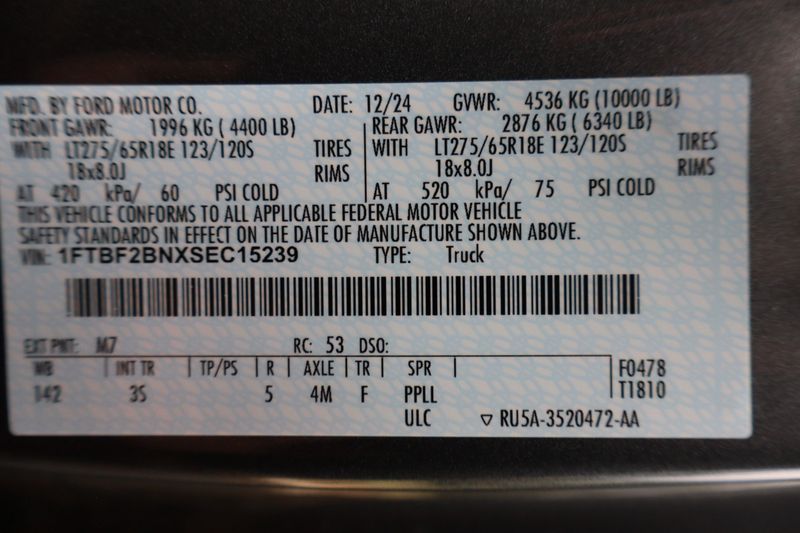 MFD. BY FORD MOTOR CO. DATE: 12/24 GVWR: 4536 KG (10000 LB)
FRONT GAWR: 1996 KG ( 4400 LB) REAR GAWR: 2876 KG ( 6340 LB)
WITH LT275/65R18E 123/120S TIRES WITH LT275/65R18E 123/120S TIRES
18x8.0J RIMS 18x8.0J RIMS
AT 420 kPa/ 60 PSI COLD AT 520 kPa/ 75 PSI COLD
THIS VEHICLE CONFORMS TO ALL APPLICABLE FEDERAL MOTOR VEHICLE
SAFETY STANDARDS IN EFFECT ON THE DATE OF MANUFACTURE SHOWN ABOVE.
VIN: 1FTBF2BNXSEC15239 TYPE: Truck
EXT PNT: M7 RC: 53 DSO:
WB INT TR TP/PS R AXLE TR SPR F0478
142 3S 5 4M F PPLL T1810
ULC ▽ RU5A-3520472-AA